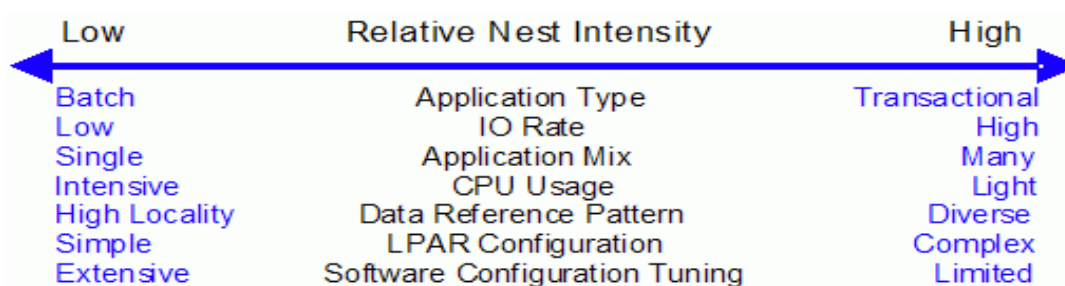 Low Relative Nest Intensity High
Batch Application Type Transactional
Low IO Rate High
Single Application Mix Many
Intensive CPU Usage Light
High Locality Data Reference Pattern Diverse
Simple LPAR Configuration Complex
Extensive Software Configuration Tuning Limited